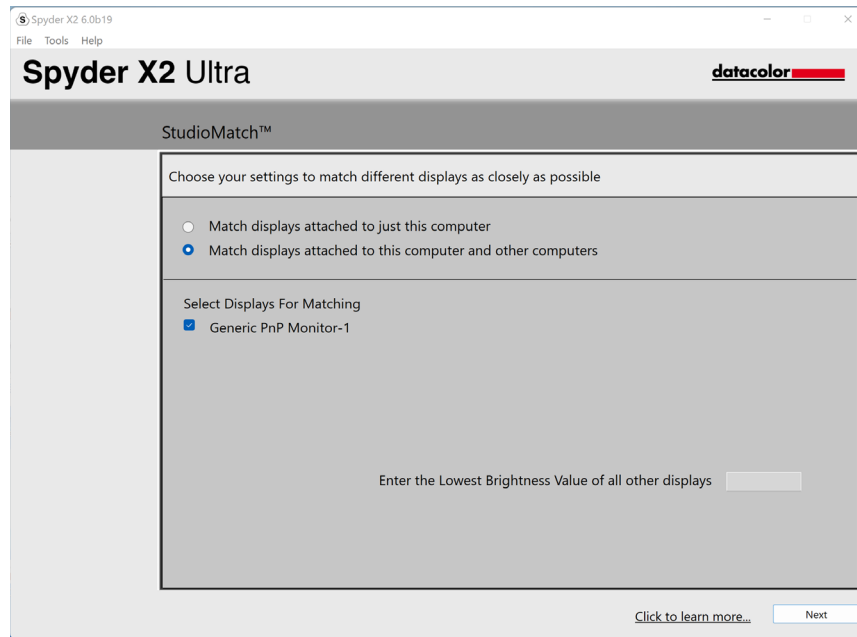 S Spyder X2 6.0b19
File Tools Help
Spyder X2 Ultra
datacolor
StudioMatch™
Choose your settings to match different displays as closely as possible
Match displays attached to just this computer
Match displays attached to this computer and other computers
Select Displays For Matching
Generic PnP Monitor-1
Enter the Lowest Brightness Value of all other displays
Click to learn more...
Next